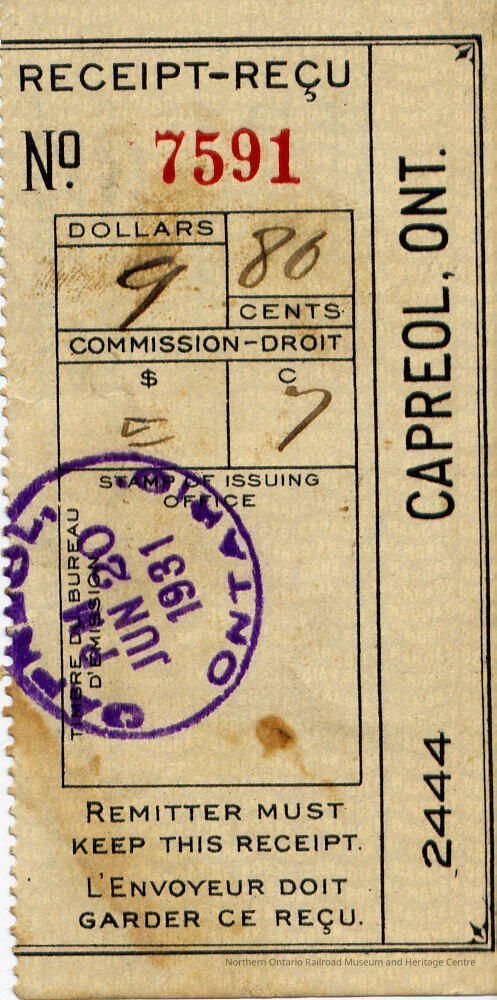 RECEIPT-REÇU
Nº 7591
DOLLARS
9
86
CENTS
COMMISSION-DROIT
$ C
7
STAMP OF ISSUING
OFFICE
TIMBRE DU BUREAU
D'ÉMISSION
CAPREOL, ONTARIO
JUN 20
1931
REMITTER MUST
KEEP THIS RECEIPT.
L'ENVOYEUR DOIT
GARDER CE REÇU.
CAPREOL, ONT.
2444
Northern Ontario Railroad Museum and Heritage Centre